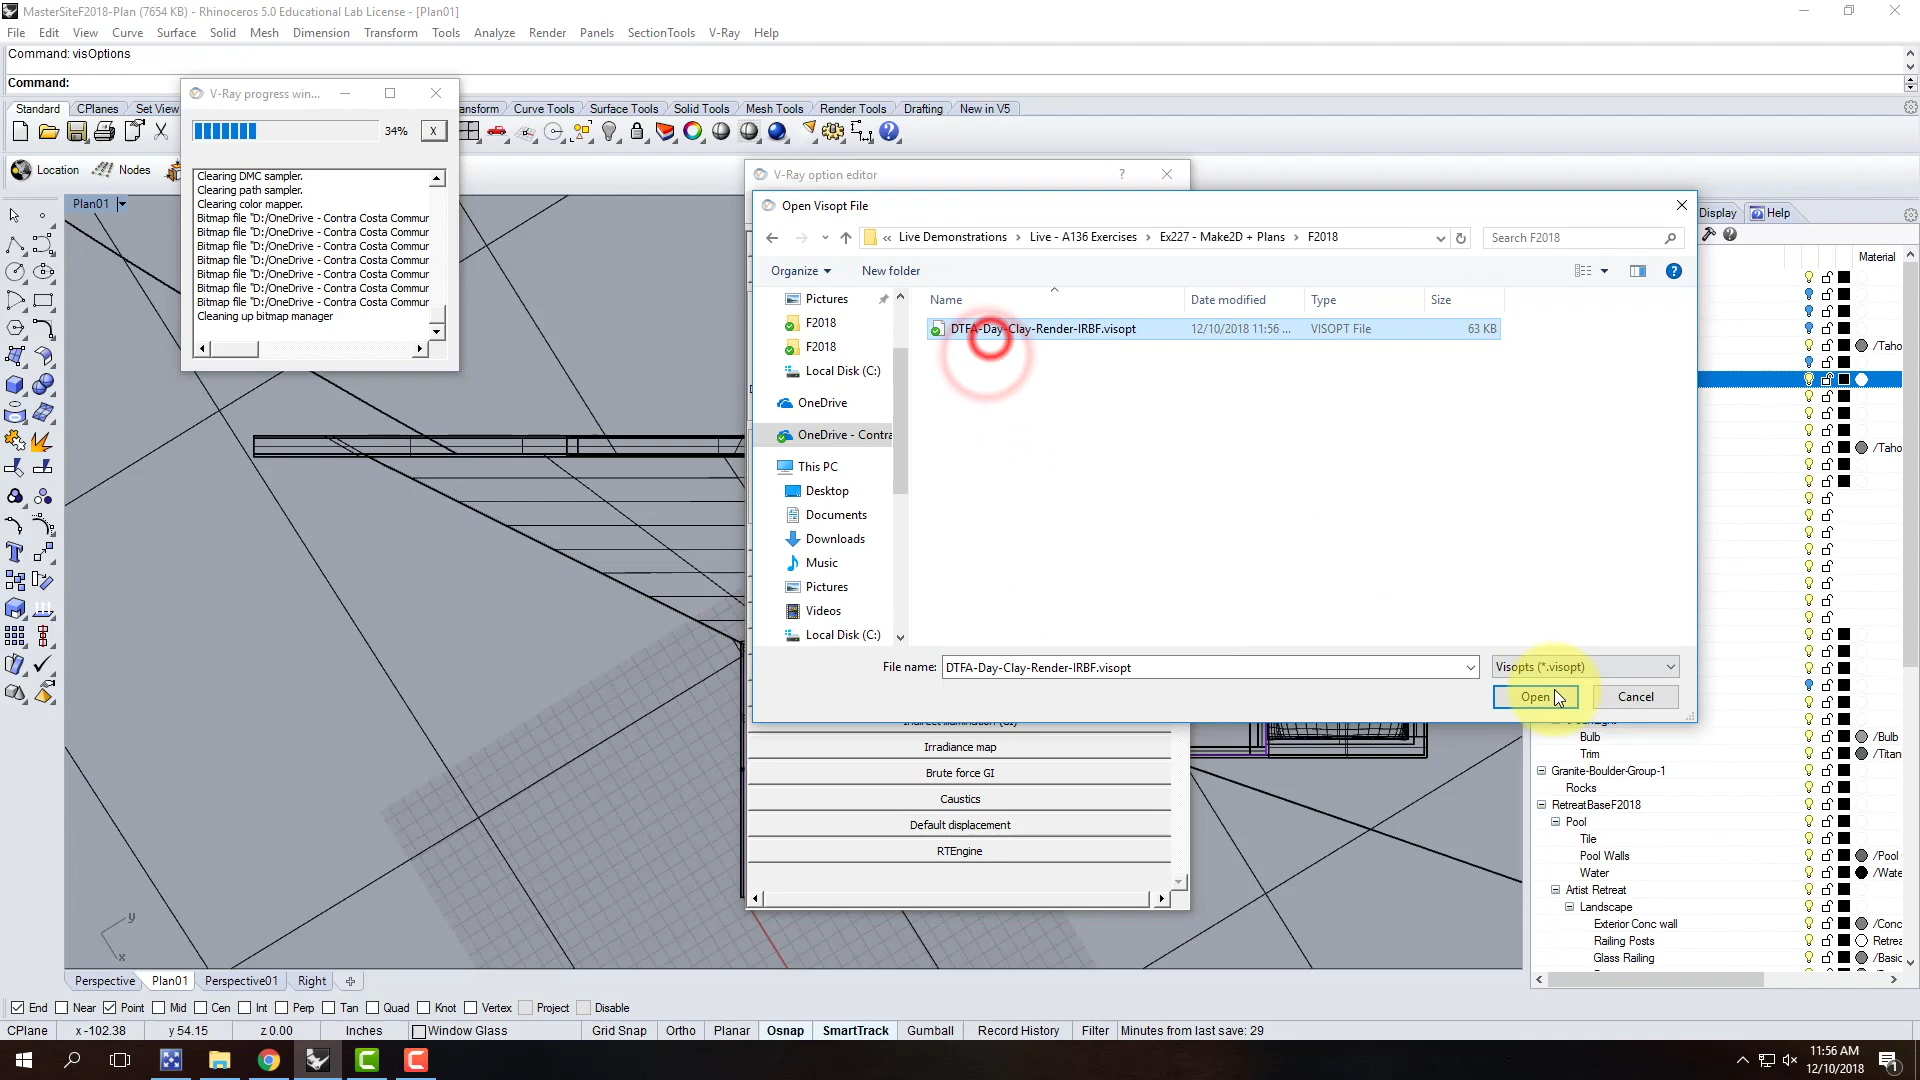 MasterSiteF2018-Plan (7654 KB) - Rhinoceros 5.0 Educational Lab License - [Plan01]
File Edit View Curve Surface Solid Mesh Dimension Transform Tools Analyze Render Panels SectionTools V-Ray Help
Command: visOptions
Command:
V-Ray progress win...
Standard CPlanes Set View ansform Curve Tools Surface Tools Solid Tools Mesh Tools Render Tools Drafting New in V5
34% X
Location Nodes
Clearing DMC sampler.
Clearing path sampler.
Clearing color mapper.
Bitmap file "D:/OneDrive - Contra Costa Commur
Bitmap file "D:/OneDrive - Contra Costa Commur
Bitmap file "D:/OneDrive - Contra Costa Commur
Bitmap file "D:/OneDrive - Contra Costa Commur
Bitmap file "D:/OneDrive - Contra Costa Commur
Bitmap file "D:/OneDrive - Contra Costa Commur
Bitmap file "D:/OneDrive - Contra Costa Commur
Cleaning up bitmap manager
Plan01
V-Ray option editor ?
Open Visopt File
« Live Demonstrations › Live - A136 Exercises › Ex227 - Make2D + Plans › F2018
Search F2018
Organize New folder
Name Date modified Type Size
DTFA-Day-Clay-Render-IRBF.visopt 12/10/2018 11:56 ... VISOPT File 63 KB
Pictures
F2018
F2018
Local Disk (C:)
OneDrive
OneDrive - Contra
This PC
Desktop
Documents
Downloads
Music
Pictures
Videos
Local Disk (C:)
File name: DTFA-Day-Clay-Render-IRBF.visopt Visopts (*.visopt)
Open Cancel
Indirect illumination (GI)
Irradiance map
Brute force GI
Caustics
Default displacement
RTEngine
Display Help
Material
/Taho
/Taho
Bulb /Bulb
Trim /Titani
Granite-Boulder-Group-1
Rocks
RetreatBaseF2018
Pool
Tile
Pool Walls /Pool
Water /Wate
Artist Retreat
Landscape
Exterior Conc wall /Conc
Railing Posts Retrea
Glass Railing /Basic
y
x
Perspective Plan01 Perspective01 Right
End Near Point Mid Cen Int Perp Tan Quad Knot Vertex Project Disable
CPlane x -102.38 y 54.15 z 0.00 Inches Window Glass Grid Snap Ortho Planar Osnap SmartTrack Gumball Record History Filter Minutes from last save: 29
11:56 AM
12/10/2018
1